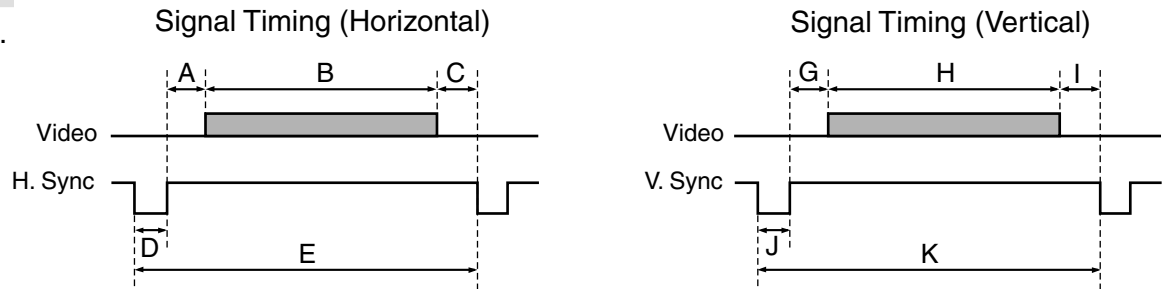 Signal Timing (Horizontal)
.
A B C
Video
H. Sync
D E
Signal Timing (Vertical)
G H I
Video
V. Sync
J K